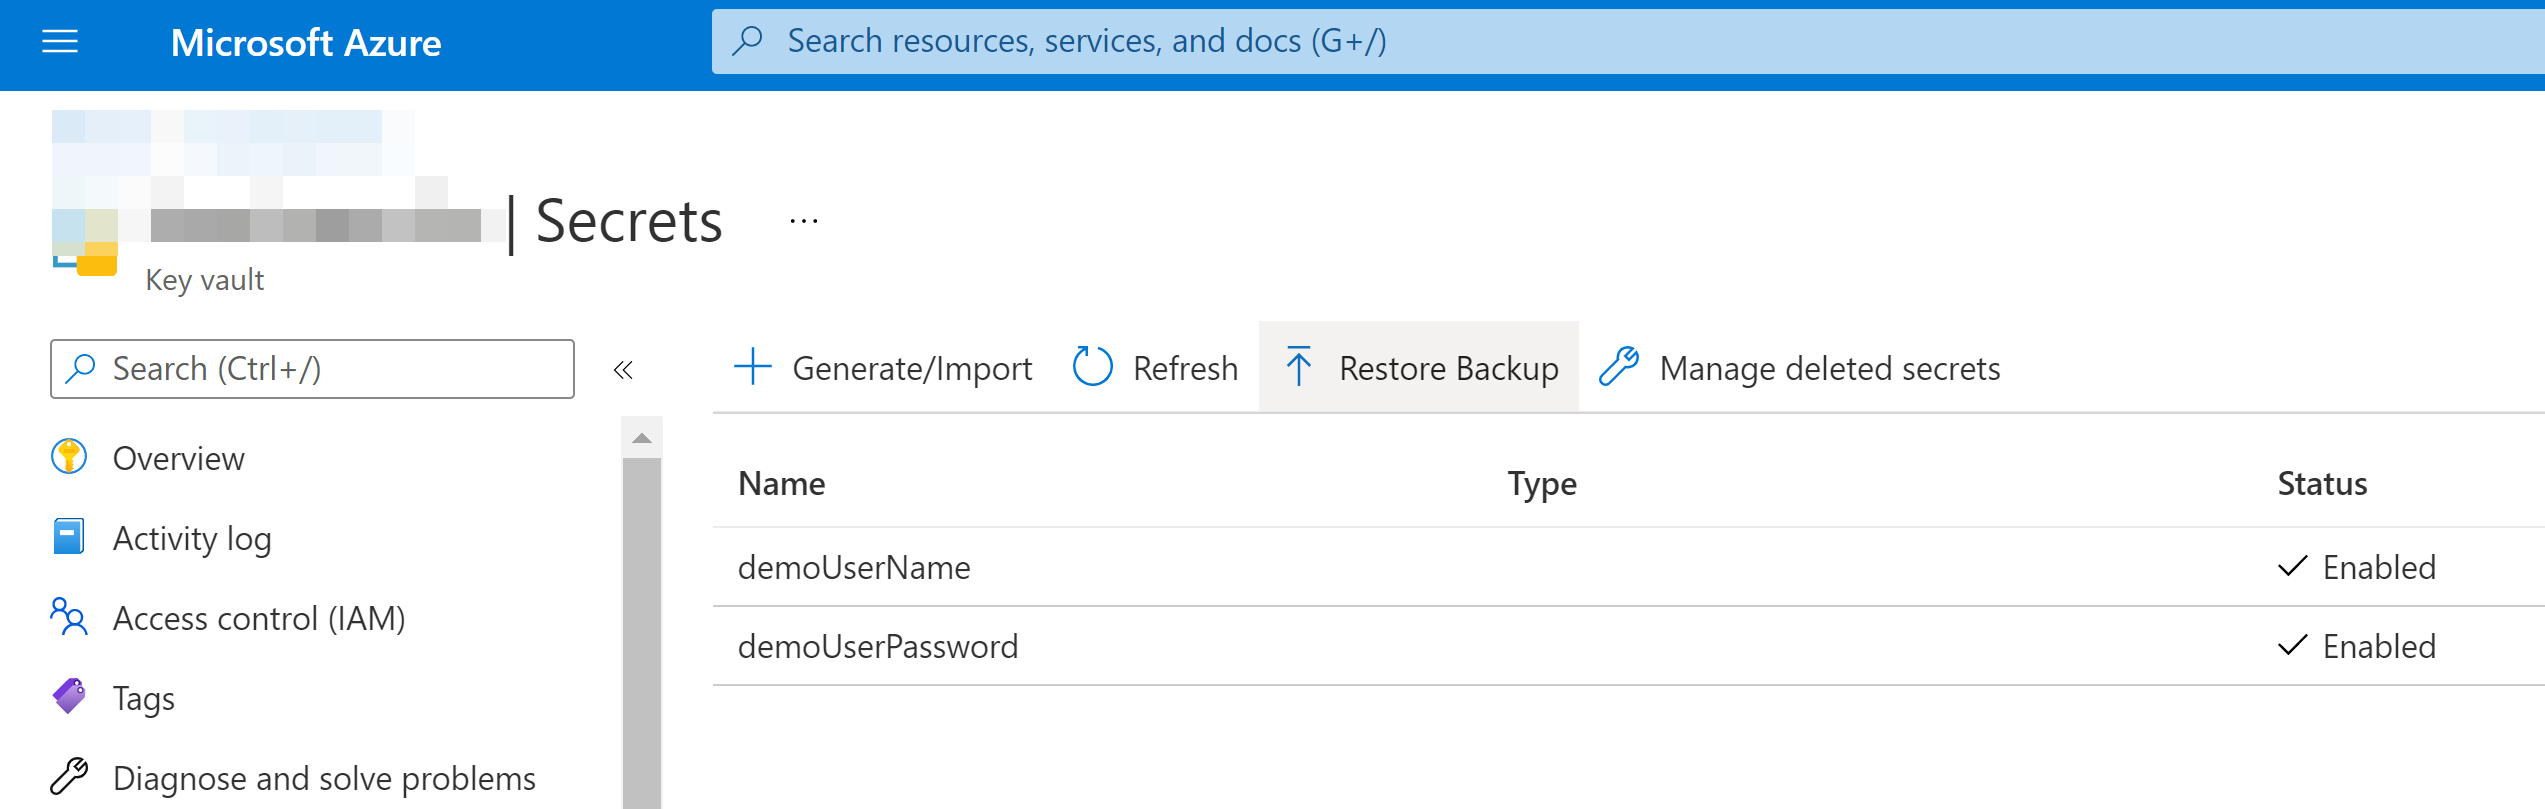 Microsoft Azure
Search resources, services, and docs (G+/)
| Secrets ...
Key vault
Search (Ctrl+/)
«
Generate/Import
Refresh
Restore Backup
Manage deleted secrets
Overview
Activity log
Access control (IAM)
Tags
Diagnose and solve problems
Name Type Status
demoUserName Enabled
demoUserPassword Enabled